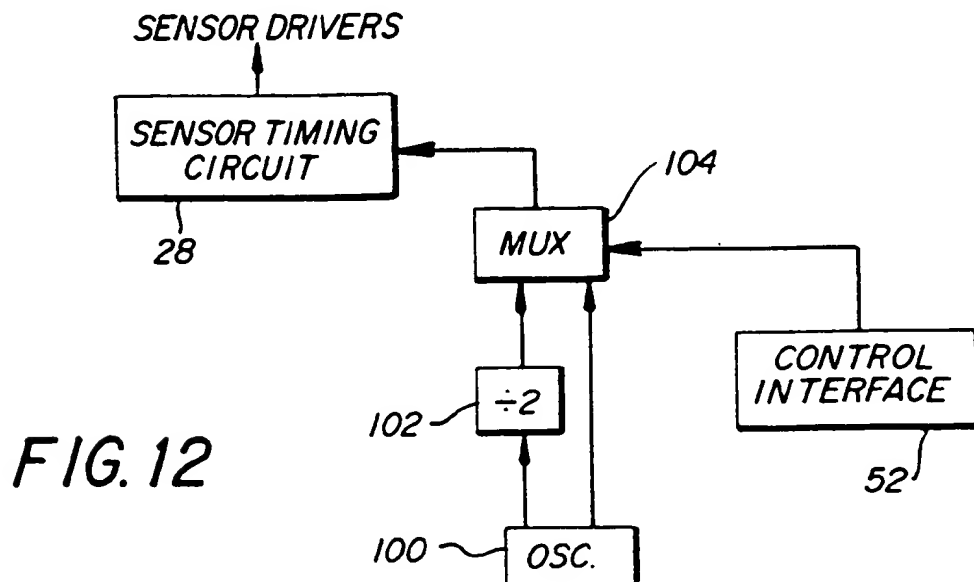 SENSOR DRIVERS
SENSOR TIMING
CIRCUIT
28
104
MUX
CONTROL
INTERFACE
102
÷2
52
FIG. 12
100
OSC.